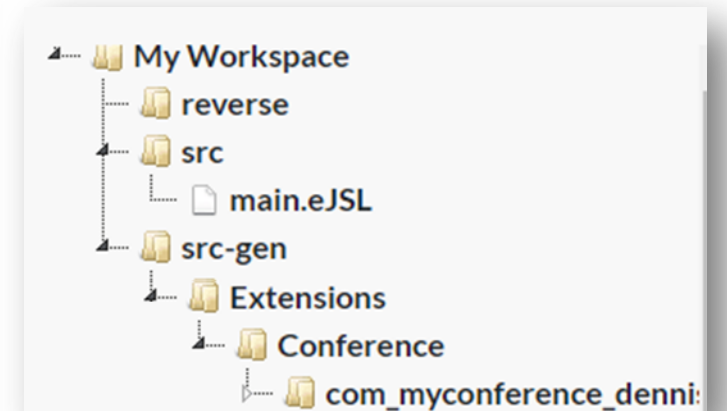 My Workspace
reverse
src
main.eJSL
src-gen
Extensions
Conference
com_myconference_denni